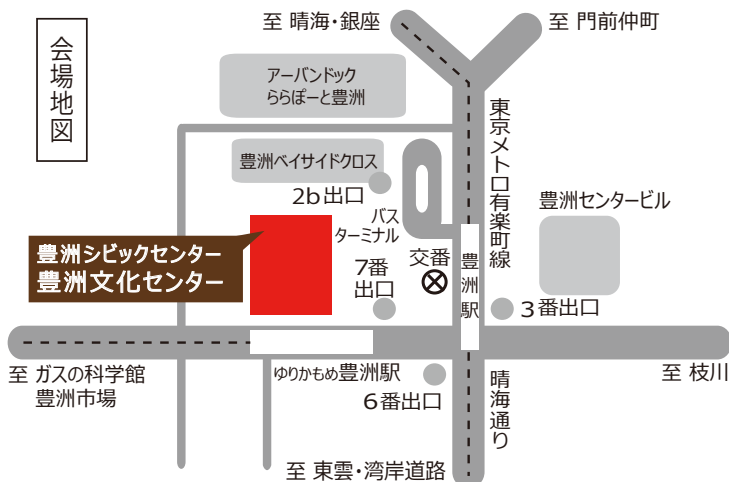 会場地図
至 晴海・銀座
至 門前仲町
アーバンドック
ららぽーと豊洲
東京メトロ有楽町線
豊洲ベイサイドクロス
2b出口
豊洲センタービル
バス
ターミナル
豊洲シビックセンター
豊洲文化センター
交番
豊洲駅
7番
出口
3番出口
至 ガスの科学館
豊洲市場
ゆりかもめ豊洲駅
6番出口
晴海通り
至 枝川
至 東雲・湾岸道路